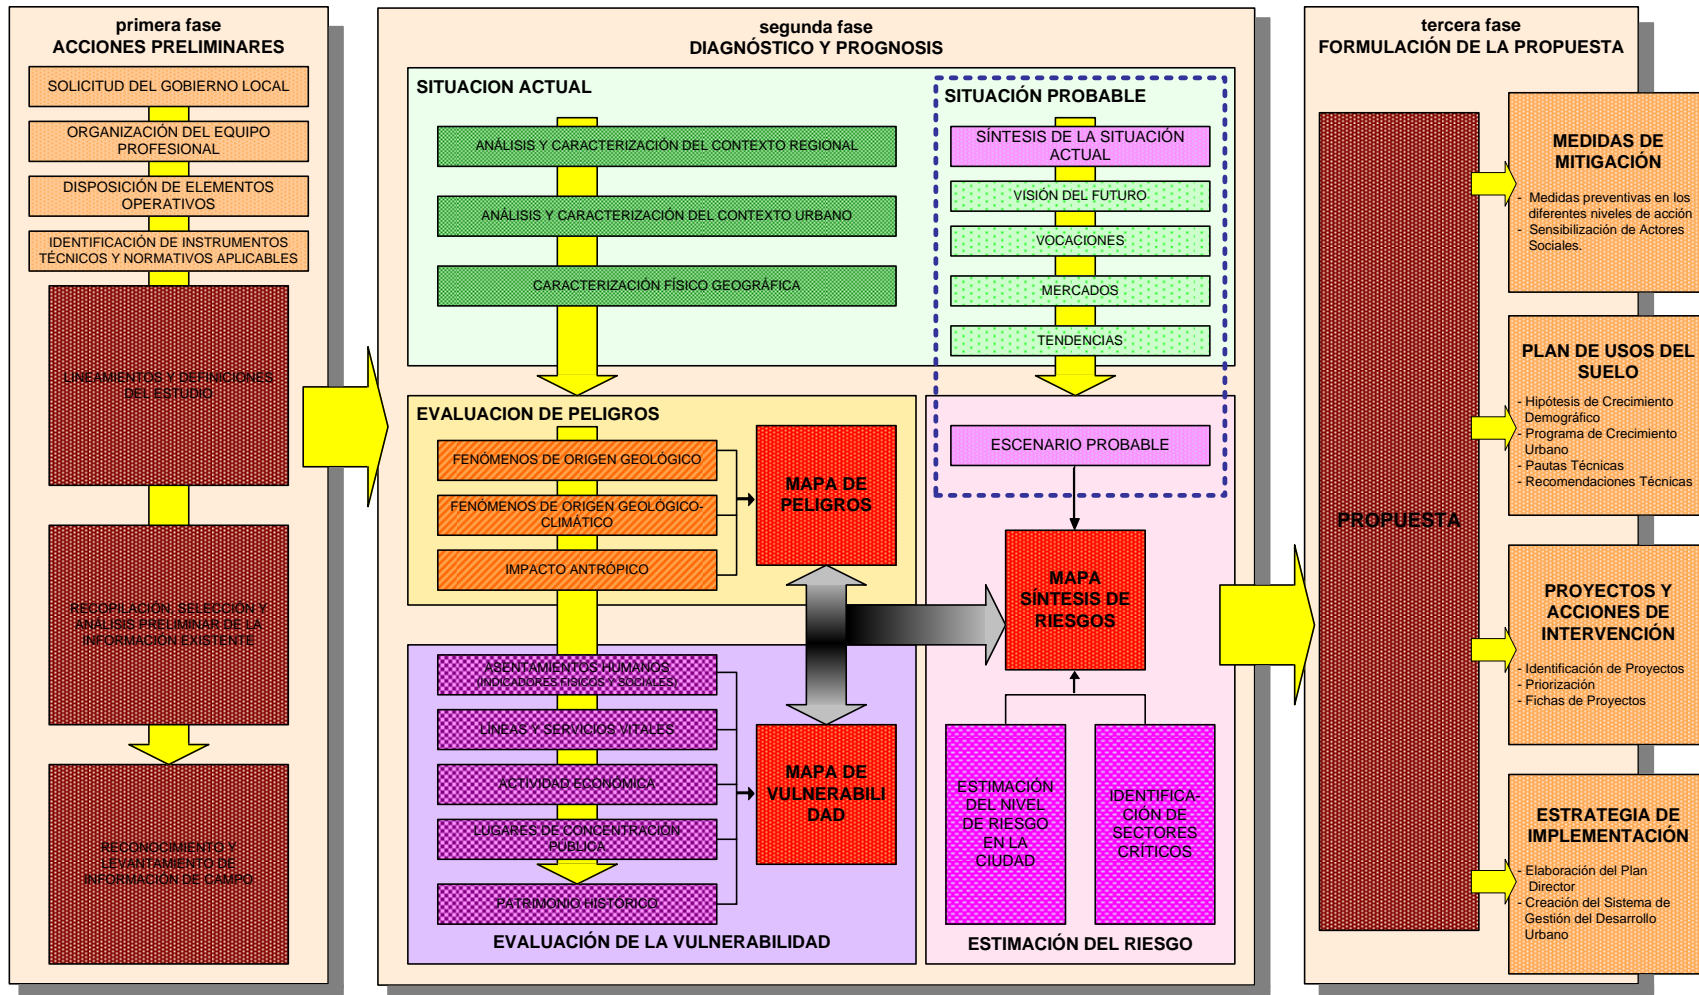 primera fase
ACCIONES PRELIMINARES
SOLICITUD DEL GOBIERNO LOCAL
ORGANIZACIÓN DEL EQUIPO
PROFESIONAL
DISPOSICIÓN DE ELEMENTOS
OPERATIVOS
IDENTIFICACIÓN DE INSTRUMENTOS
TÉCNICOS Y NORMATIVOS APLICABLES
LINEAMIENTOS Y DEFINICIONES
DEL ESTUDIO
RECOPILACIÓN, SELECCIÓN Y
ANÁLISIS PRELIMINAR DE LA
INFORMACIÓN EXISTENTE
RECONOCIMIENTO Y
LEVANTAMIENTO DE
INFORMACIÓN DE CAMPO
segunda fase
DIAGNÓSTICO Y PROGNOSIS
SITUACION ACTUAL
ANÁLISIS Y CARACTERIZACIÓN DEL CONTEXTO REGIONAL
ANÁLISIS Y CARACTERIZACIÓN DEL CONTEXTO URBANO
CARACTERIZACIÓN FÍSICO GEOGRÁFICA
SITUACIÓN PROBABLE
SÍNTESIS DE LA SITUACIÓN
ACTUAL
VISIÓN DEL FUTURO
VOCACIONES
MERCADOS
TENDENCIAS
EVALUACION DE PELIGROS
FENÓMENOS DE ORIGEN GEOLÓGICO
FENÓMENOS DE ORIGEN GEOLÓGICO-
CLIMÁTICO
IMPACTO ANTRÓPICO
MAPA DE
PELIGROS
ASENTAMIENTOS HUMANOS
(INDICADORES FISICOS Y SOCIALES)
LÍNEAS Y SERVICIOS VITALES
ACTIVIDAD ECONÓMICA
LUGARES DE CONCENTRACIÓN
PÚBLICA
PATRIMONIO HISTÓRICO
MAPA DE
VULNERABILI
DAD
EVALUACIÓN DE LA VULNERABILIDAD
ESCENARIO PROBABLE
MAPA
SÍNTESIS DE
RIESGOS
ESTIMACIÓN
DEL NIVEL
DE RIESGO
EN LA
CIUDAD
IDENTIFICA-
CIÓN DE
SECTORES
CRÍTICOS
ESTIMACIÓN DEL RIESGO
tercera fase
FORMULACIÓN DE LA PROPUESTA
PROPUESTA
MEDIDAS DE
MITIGACIÓN
- Medidas preventivas en los
diferentes niveles de acción
- Sensibilización de Actores
Sociales.
PLAN DE USOS DEL
SUELO
- Hipótesis de Crecimiento
Demográfico
- Programa de Crecimiento
Urbano
- Pautas Técnicas
- Recomendaciones Técnicas
PROYECTOS Y
ACCIONES DE
INTERVENCIÓN
- Identificación de Proyectos
- Priorización
- Fichas de Proyectos
ESTRATEGIA DE
IMPLEMENTACIÓN
- Elaboración del Plan
Director
- Creación del Sistema de
Gestión del Desarrollo
Urbano